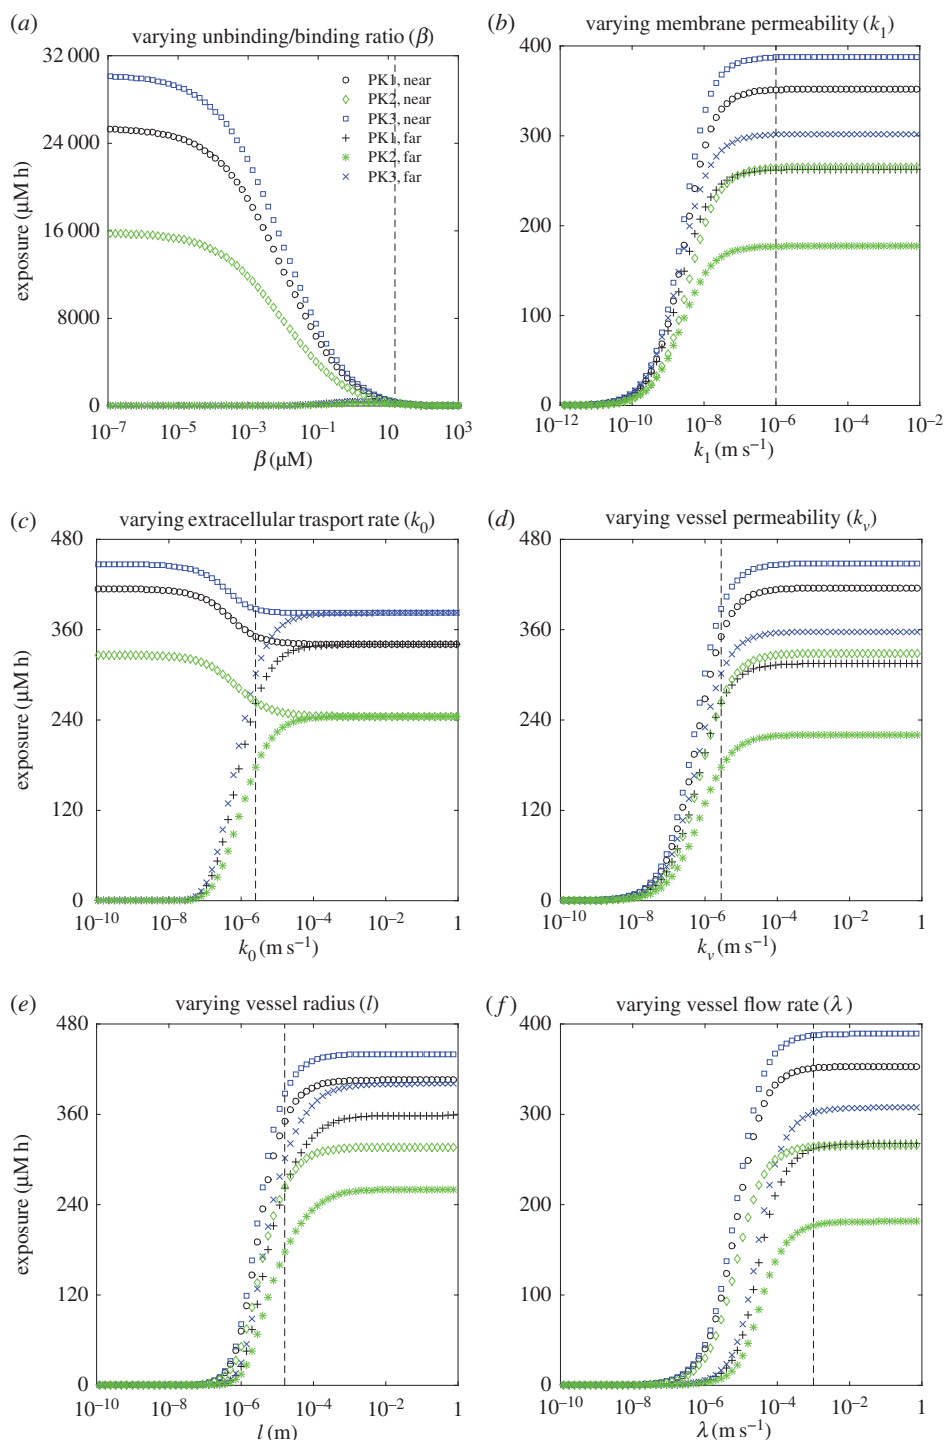 (a) varying unbinding/binding ratio (β)
32 000
24 000
16 000
8000
0
exposure (µM h)
PK1, near
PK2, near
PK3, near
PK1, far
PK2, far
PK3, far
10⁻⁷ 10⁻⁵ 10⁻³ 10⁻¹ 10¹ 10³
β (µM)
(b) varying membrane permeability (k₁)
400
300
200
100
0
10⁻¹² 10⁻¹⁰ 10⁻⁸ 10⁻⁶ 10⁻⁴ 10⁻²
k₁ (m s⁻¹)
(c) varying extracellular trasport rate (k₀)
480
360
240
120
0
exposure (µM h)
10⁻¹⁰ 10⁻⁸ 10⁻⁶ 10⁻⁴ 10⁻² 1
k₀ (m s⁻¹)
(d) varying vessel permeability (kᵥ)
480
360
240
120
0
10⁻¹⁰ 10⁻⁸ 10⁻⁶ 10⁻⁴ 10⁻² 1
kᵥ (m s⁻¹)
(e) varying vessel radius (l)
480
360
240
120
0
exposure (µM h)
10⁻¹⁰ 10⁻⁸ 10⁻⁶ 10⁻⁴ 10⁻² 1
l (m)
(f) varying vessel flow rate (λ)
400
300
200
100
0
10⁻¹⁰ 10⁻⁸ 10⁻⁶ 10⁻⁴ 10⁻² 1
λ (m s⁻¹)